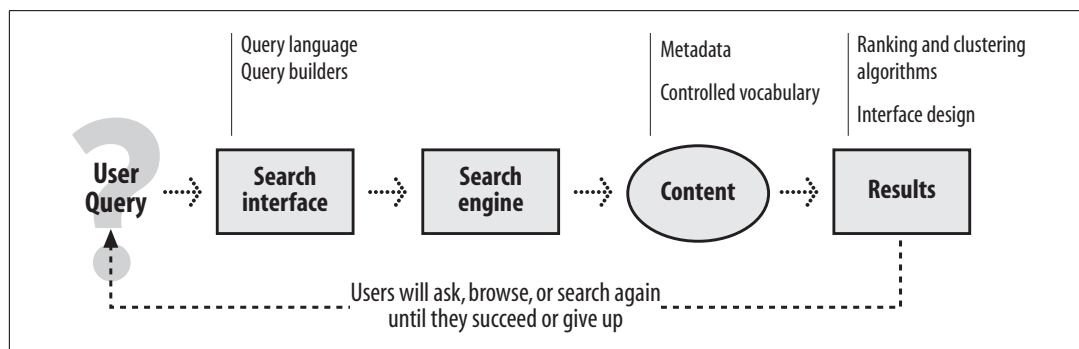 Query language
Query builders
Metadata
Controlled vocabulary
Ranking and clustering
algorithms
Interface design
?
User
Query
Search
interface
Search
engine
Content
Results
Users will ask, browse, or search again
until they succeed or give up